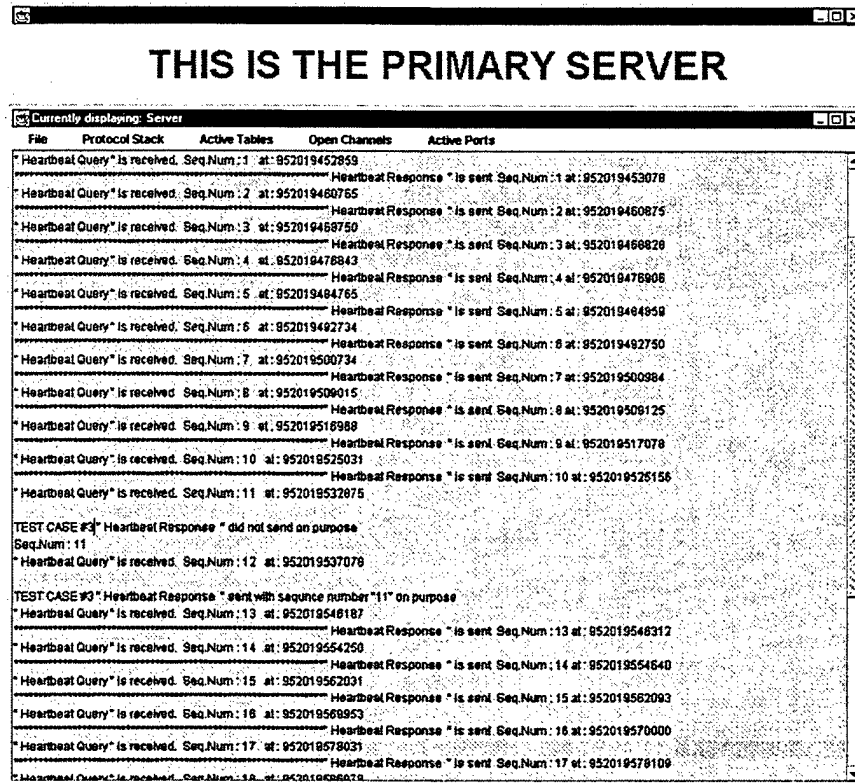 THIS IS THE PRIMARY SERVER
Currently displaying: Server
File Protocol Stack Active Tables Open Channels Active Ports
" Heartbeat Query" is received. Seq.Num : 1 at : 952019452859
Heartbeat Response " is sent Seq.Num : 1 at : 952019453078
" Heartbeat Query" is received. Seq.Num : 2 at : 952019460765
Heartbeat Response " is sent Seq.Num : 2 at : 952019460875
" Heartbeat Query" is received. Seq.Num : 3 at : 952019468750
Heartbeat Response " is sent Seq.Num : 3 at : 952019468828
" Heartbeat Query" is received. Seq.Num : 4 at : 952019476843
Heartbeat Response " is sent Seq.Num : 4 at : 952019476906
" Heartbeat Query" is received. Seq.Num : 5 at : 952019484765
Heartbeat Response " is sent Seq.Num : 5 at : 952019484859
" Heartbeat Query" is received. Seq.Num : 6 at : 952019492734
Heartbeat Response " is sent Seq.Num : 6 at : 952019492750
" Heartbeat Query" is received. Seq.Num : 7 at : 952019500734
Heartbeat Response " is sent Seq.Num : 7 at : 952019500984
" Heartbeat Query" is received. Seq.Num : 8 at : 952019509015
Heartbeat Response " is sent Seq.Num : 8 at : 952019509125
" Heartbeat Query" is received. Seq.Num : 9 at : 952019516988
Heartbeat Response " is sent Seq.Num : 9 at : 952019517078
" Heartbeat Query" is received. Seq.Num : 10 at : 952019525031
Heartbeat Response " is sent Seq.Num : 10 at : 952019525156
" Heartbeat Query" is received. Seq.Num : 11 at : 952019532875
TEST CASE #3" Heartbeat Response " did not send on purpose
Seq.Num : 11
" Heartbeat Query" is received. Seq.Num : 12 at : 952019537078
TEST CASE #3" Heartbeat Response " sent with sequnce number "11" on purpose
" Heartbeat Query" is received. Seq.Num : 13 at : 952019546187
Heartbeat Response " is sent Seq.Num : 13 at : 952019546312
" Heartbeat Query" is received. Seq.Num : 14 at : 952019554250
Heartbeat Response " is sent Seq.Num : 14 at : 952019554640
" Heartbeat Query" is received. Seq.Num : 15 at : 952019562031
Heartbeat Response " is sent Seq.Num : 15 at : 952019562093
" Heartbeat Query" is received. Seq.Num : 16 at : 952019569953
Heartbeat Response " is sent Seq.Num : 16 at : 952019570000
" Heartbeat Query" is received. Seq.Num : 17 at : 952019578031
Heartbeat Response " is sent Seq.Num : 17 at : 952019578109
" Heartbeat Query" is received. Seq.Num : 18 at :